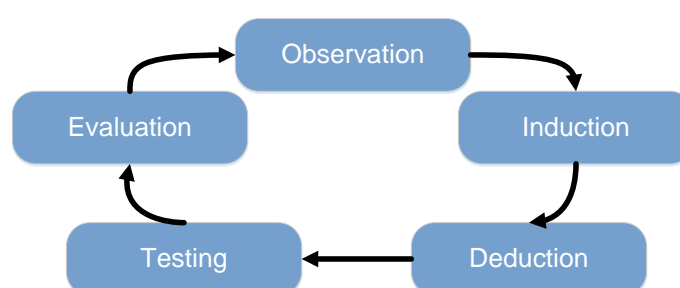 Observation
Induction
Deduction
Testing
Evaluation